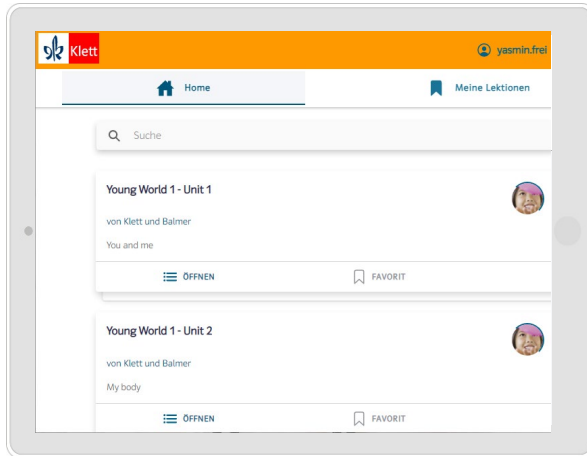 Klett
yasmin.frei
Home
Meine Lektionen
Suche
Young World 1 - Unit 1
von Klett und Balmer
You and me
ÖFFNEN
FAVORIT
Young World 1 - Unit 2
von Klett und Balmer
My body
ÖFFNEN
FAVORIT